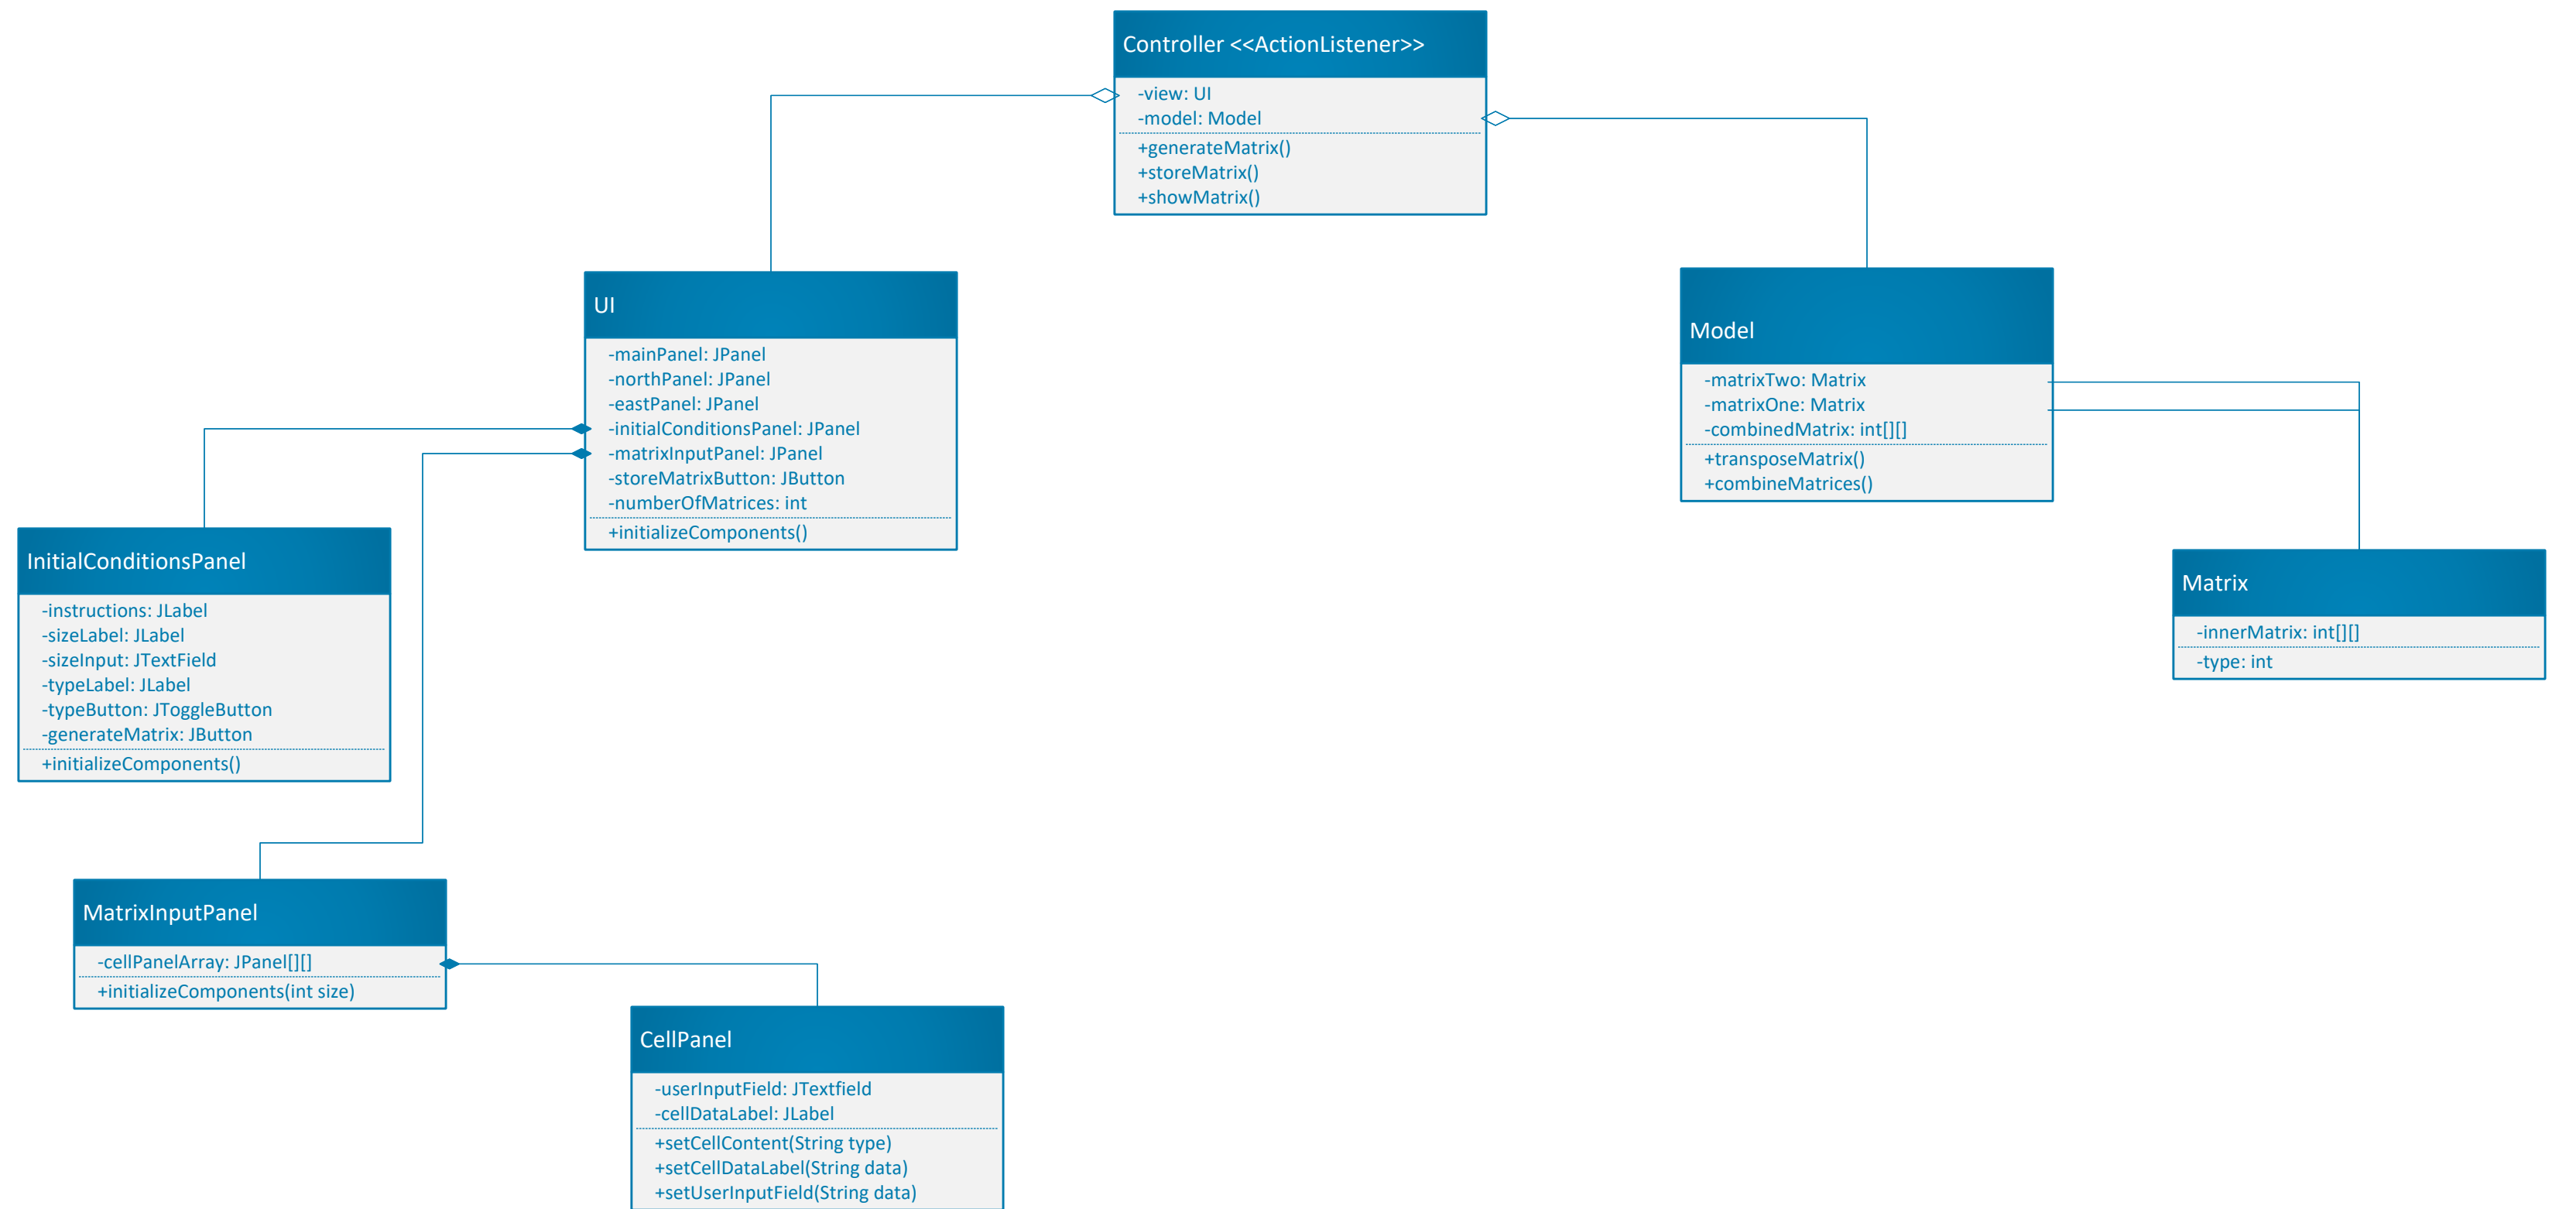 Controller <<ActionListener>>
-view: UI
-model: Model
+generateMatrix()
+storeMatrix()
+showMatrix()
UI
-mainPanel: JPanel
-northPanel: JPanel
-eastPanel: JPanel
-initialConditionsPanel: JPanel
-matrixInputPanel: JPanel
-storeMatrixButton: JButton
-numberOfMatrices: int
+initializeComponents()
Model
-matrixTwo: Matrix
-matrixOne: Matrix
-combinedMatrix: int[][]
+transposeMatrix()
+combineMatrices()
InitialConditionsPanel
-instructions: JLabel
-sizeLabel: JLabel
-sizeInput: JTextField
-typeLabel: JLabel
-typeButton: JToggleButton
-generateMatrix: JButton
+initializeComponents()
Matrix
-innerMatrix: int[][]
-type: int
MatrixInputPanel
-cellPanelArray: JPanel[][]
+initializeComponents(int size)
CellPanel
-userInputField: JTextfield
-cellDataLabel: JLabel
+setCellContent(String type)
+setCellDataLabel(String data)
+setUserInputField(String data)